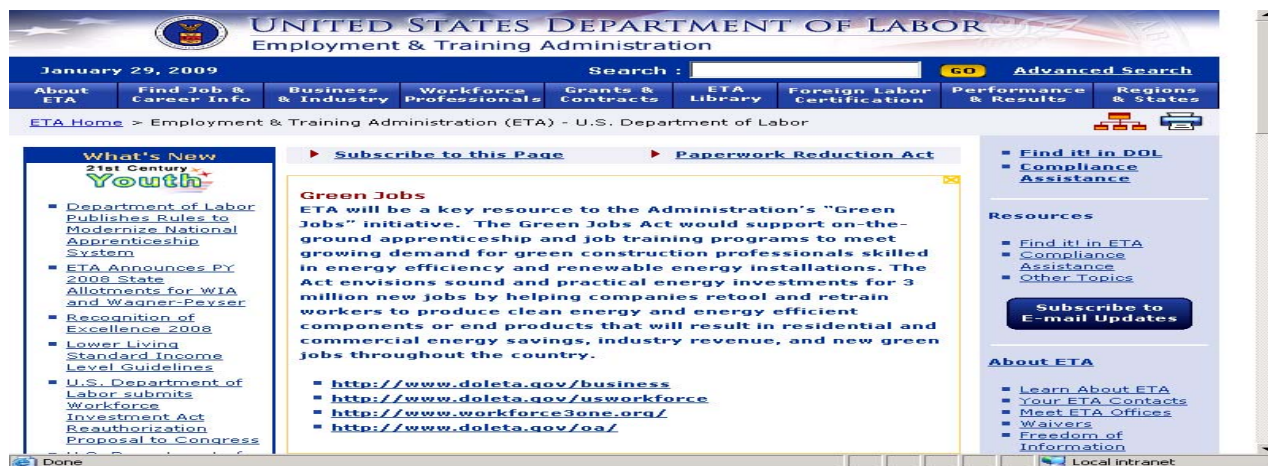 UNITED STATES DEPARTMENT OF LABOR
Employment & Training Administration
January 29, 2009
Search :
GO
Advanced Search
About ETA
Find Job & Career Info
Business & Industry
Workforce Professionals
Grants & Contracts
ETA Library
Foreign Labor Certification
Performance & Results
Regions & States
ETA Home > Employment & Training Administration (ETA) - U.S. Department of Labor
What's New
21st Century
Youth
Department of Labor
Publishes Rules to
Modernize National
Apprenticeship
System
ETA Announces PY
2008 State
Allotments for WIA
and Wagner-Peyser
Recognition of
Excellence 2008
Lower Living
Standard Income
Level Guidelines
U.S. Department of
Labor submits
Workforce
Investment Act
Reauthorization
Proposal to Congress
Subscribe to this Page
Paperwork Reduction Act
Green Jobs
ETA will be a key resource to the Administration's "Green
Jobs" initiative. The Green Jobs Act would support on-the-
ground apprenticeship and job training programs to meet
growing demand for green construction professionals skilled
in energy efficiency and renewable energy installations. The
Act envisions sound and practical energy investments for 3
million new jobs by helping companies retool and retrain
workers to produce clean energy and energy efficient
components or end products that will result in residential and
commercial energy savings, industry revenue, and new green
jobs throughout the country.
http://www.doleta.gov/business
http://www.doleta.gov/usworkforce
http://www.workforce3one.org/
http://www.doleta.gov/oa/
Find it! in DOL
Compliance
Assistance
Resources
Find it! in ETA
Compliance
Assistance
Other Topics
Subscribe to
E-mail Updates
About ETA
Learn About ETA
Your ETA Contacts
Meet ETA Offices
Waivers
Freedom of
Information
Done
Local intranet